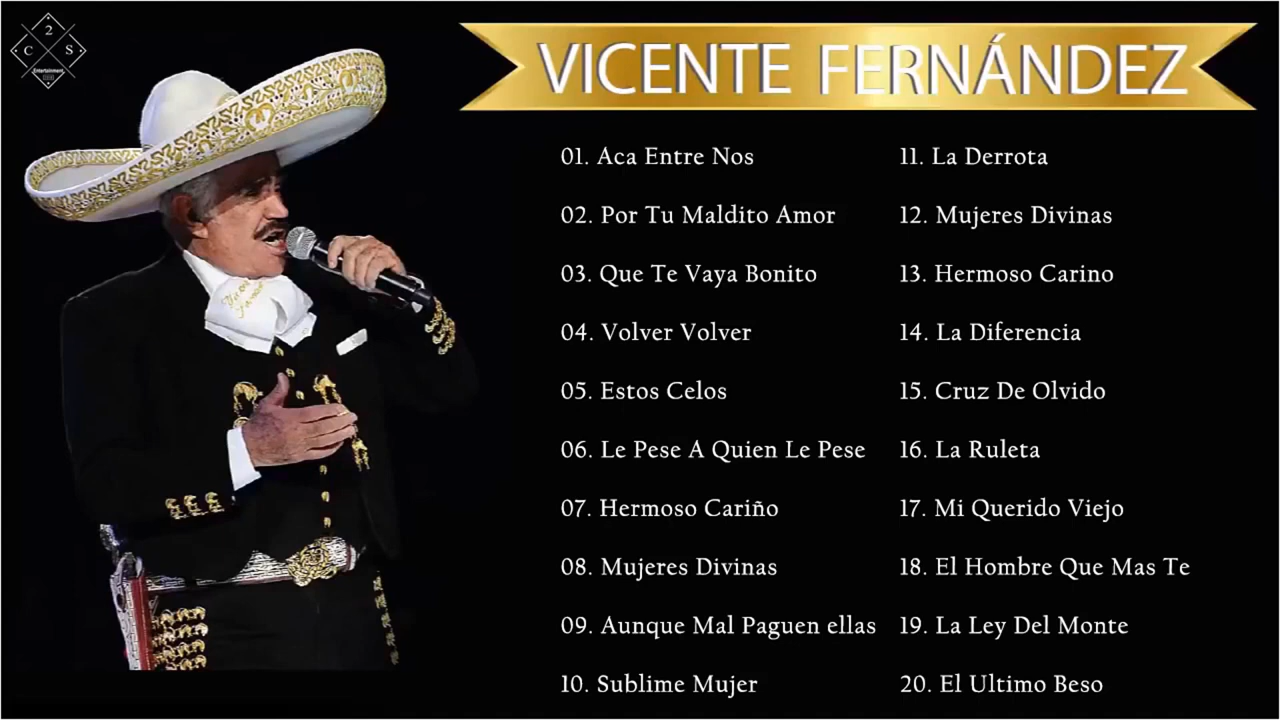 2
C S
Entertainment
VICENTE FERNÁNDEZ
01. Aca Entre Nos
02. Por Tu Maldito Amor
03. Que Te Vaya Bonito
04. Volver Volver
05. Estos Celos
06. Le Pese A Quien Le Pese
07. Hermoso Cariño
08. Mujeres Divinas
09. Aunque Mal Paguen ellas
10. Sublime Mujer
11. La Derrota
12. Mujeres Divinas
13. Hermoso Carino
14. La Diferencia
15. Cruz De Olvido
16. La Ruleta
17. Mi Querido Viejo
18. El Hombre Que Mas Te
19. La Ley Del Monte
20. El Ultimo Beso